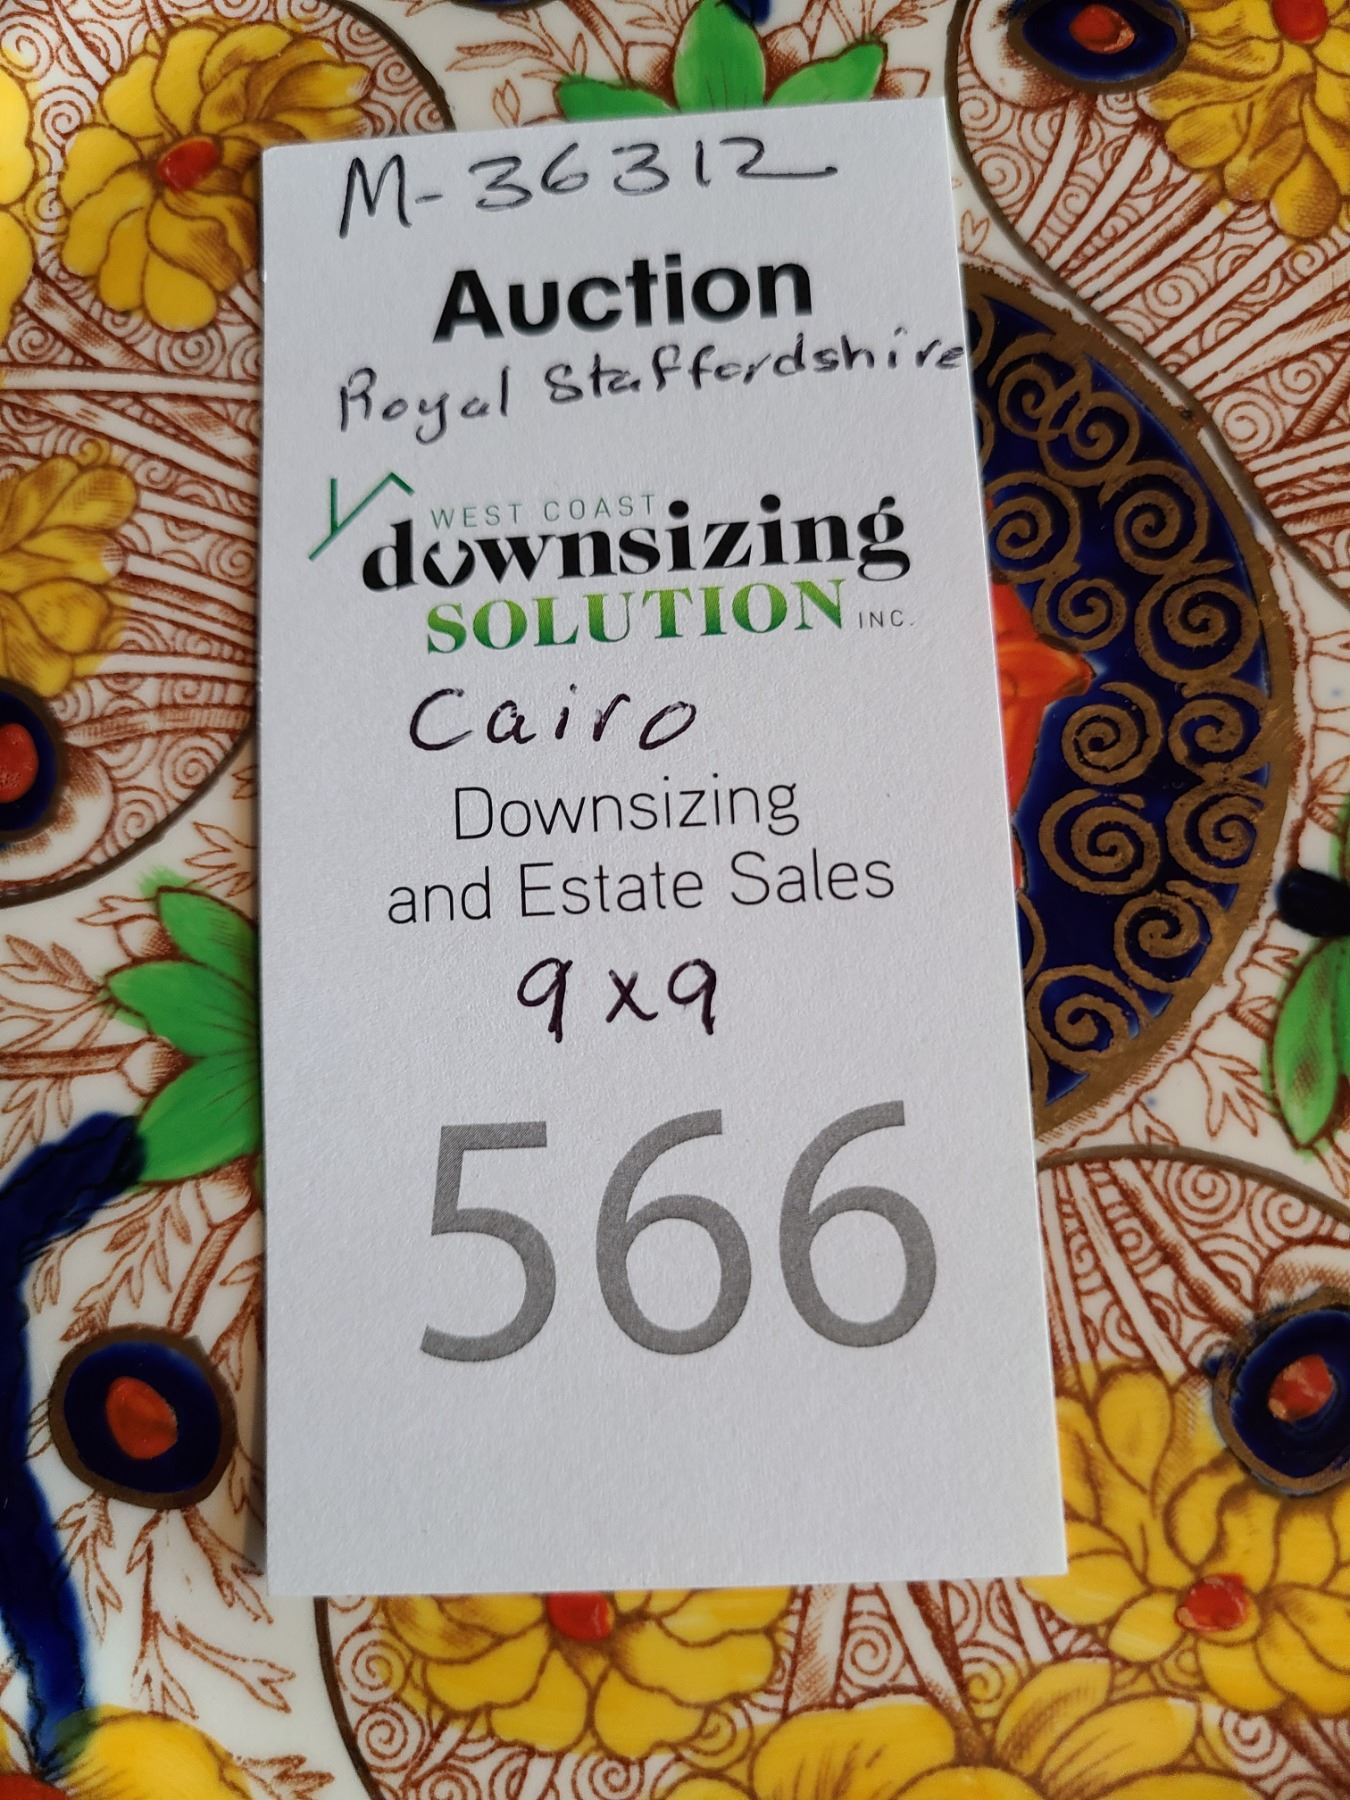 M-36312
Auction
Royal Staffordshire
WEST COAST
downsizing
SOLUTION INC.
Cairo
Downsizing
and Estate Sales
9x9
566